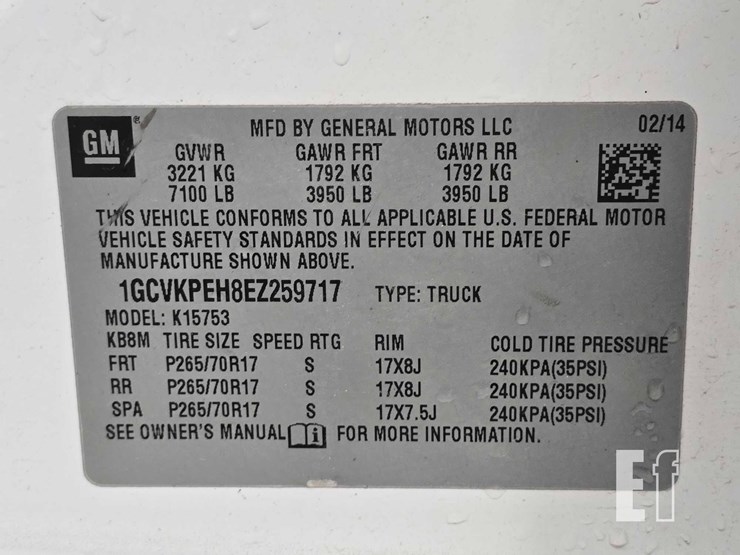 GM ®
MFD BY GENERAL MOTORS LLC 02/14
GVWR GAWR FRT GAWR RR
3221 KG 1792 KG 1792 KG
7100 LB 3950 LB 3950 LB
THIS VEHICLE CONFORMS TO ALL APPLICABLE U.S. FEDERAL MOTOR
VEHICLE SAFETY STANDARDS IN EFFECT ON THE DATE OF
MANUFACTURE SHOWN ABOVE.
1GCVKPEH8EZ259717 TYPE: TRUCK
MODEL: K15753
KB8M TIRE SIZE SPEED RTG RIM COLD TIRE PRESSURE
FRT P265/70R17 S 17X8J 240KPA(35PSI)
RR P265/70R17 S 17X8J 240KPA(35PSI)
SPA P265/70R17 S 17X7.5J 240KPA(35PSI)
SEE OWNER'S MANUAL i FOR MORE INFORMATION.
Ef